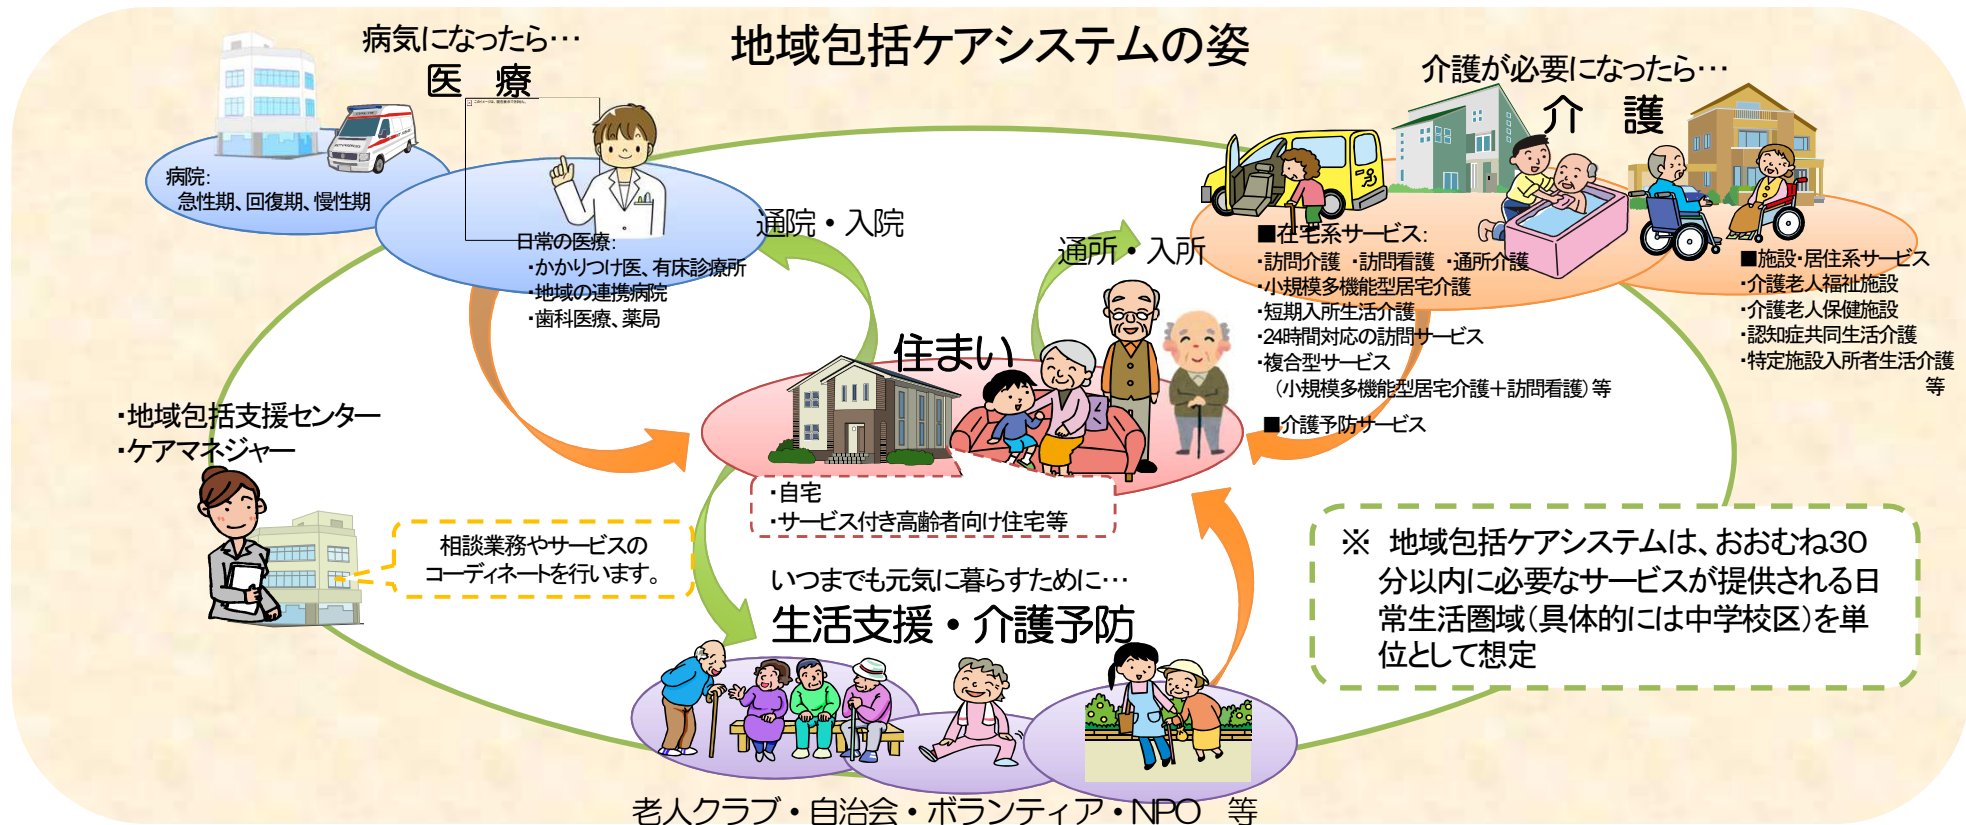 地域包括ケアシステムの姿
病気になったら…
医　療
病院:
急性期、回復期、慢性期
日常の医療:
・かかりつけ医、有床診療所
・地域の連携病院
・歯科医療、薬局
通院・入院
通所・入所
介護が必要になったら…
介　護
■在宅系サービス:
・訪問介護 ・訪問看護 ・通所介護
・小規模多機能型居宅介護
・短期入所生活介護
・24時間対応の訪問サービス
・複合型サービス
（小規模多機能型居宅介護＋訪問看護）等
■介護予防サービス
■施設・居住系サービス
・介護老人福祉施設
・介護老人保健施設
・認知症共同生活介護
・特定施設入所者生活介護
等
住まい
・自宅
・サービス付き高齢者向け住宅等
・地域包括支援センター
・ケアマネジャー
相談業務やサービスの
コーディネートを行います。
いつまでも元気に暮らすために…
生活支援・介護予防
老人クラブ・自治会・ボランティア・NPO　等
※　地域包括ケアシステムは、おおむね30
分以内に必要なサービスが提供される日
常生活圏域（具体的には中学校区）を単
位として想定